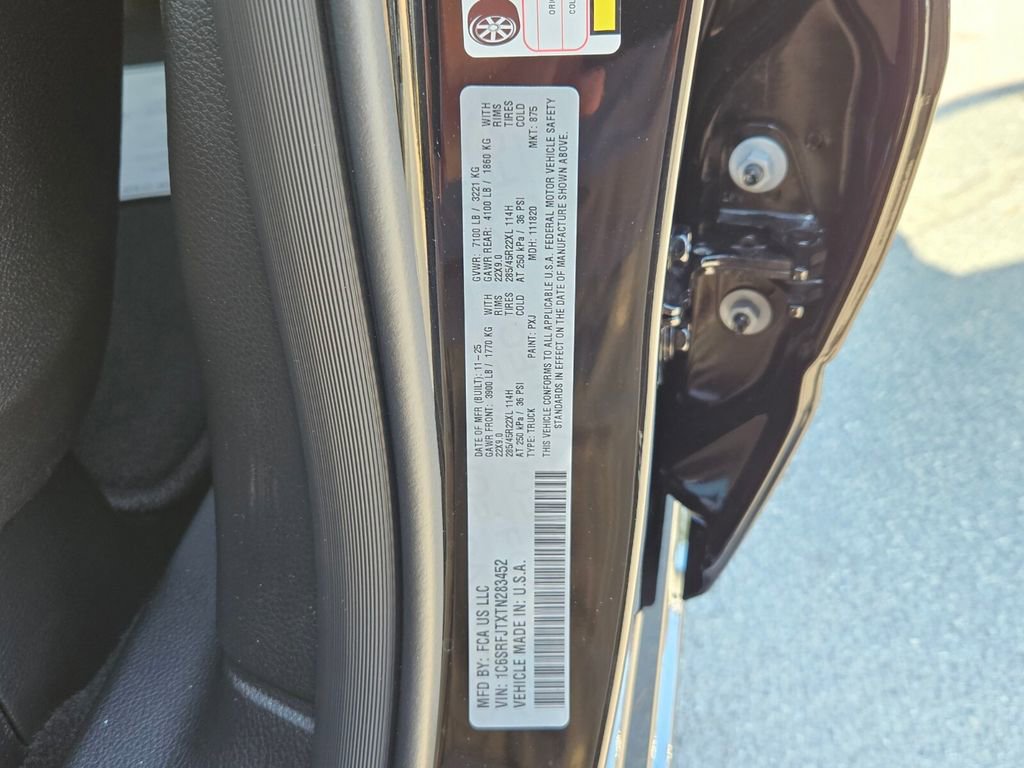 ORI
COL
MFD BY: FCA US LLC
VIN: 1C6SRFJTXTN283452
VEHICLE MADE IN: U.S.A.
DATE OF MFR (BUILT): 11-25 GVWR: 7100 LB / 3221 KG
GAWR FRONT: 3900 LB / 1770 KG WITH GAWR REAR: 4100 LB / 1860 KG WITH
22X9.0 RIMS 22X9.0 RIMS
285/45R22XL 114H TIRES 285/45R22XL 114H TIRES
AT 250 kPa / 36 PSI COLD AT 250 kPa / 36 PSI COLD
TYPE: TRUCK PAINT: PXJ MDH: 111820 MKT: 875
THIS VEHICLE CONFORMS TO ALL APPLICABLE U.S.A. FEDERAL MOTOR VEHICLE SAFETY
STANDARDS IN EFFECT ON THE DATE OF MANUFACTURE SHOWN ABOVE.